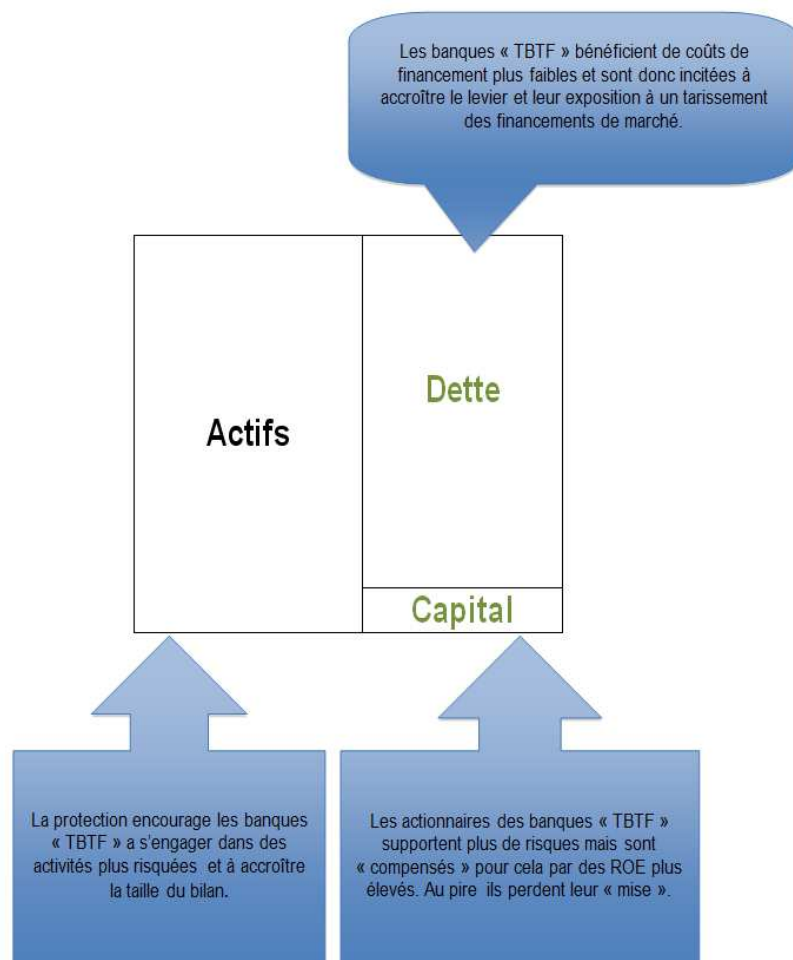 Les banques « TBTF » bénéficient de coûts de
financement plus faibles et sont donc incitées à
accroître le levier et leur exposition à un tarissement
des financements de marché.
Dette
Actifs
Capital
La protection encourage les banques
« TBTF » a s’engager dans des
activités plus risquées et à accroître
la taille du bilan.
Les actionnaires des banques « TBTF »
supportent plus de risques mais sont
« compensés » pour cela par des ROE plus
élevés. Au pire ils perdent leur « mise ».